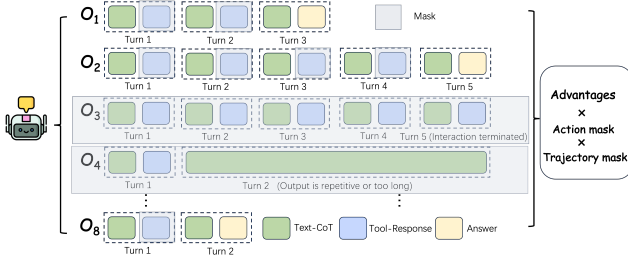 O1
Turn 1 Turn 2 Turn 3
Mask
O2
Turn 1 Turn 2 Turn 3 Turn 4 Turn 5
O3
Turn 1 Turn 2 Turn 3 Turn 4 Turn 5 (Interaction terminated)
O4
Turn 1 Turn 2 (Output is repetitive or too long)
O8
Text-CoT Tool-Response Answer
Turn 1 Turn 2
Advantages
×
Action mask
×
Trajectory mask